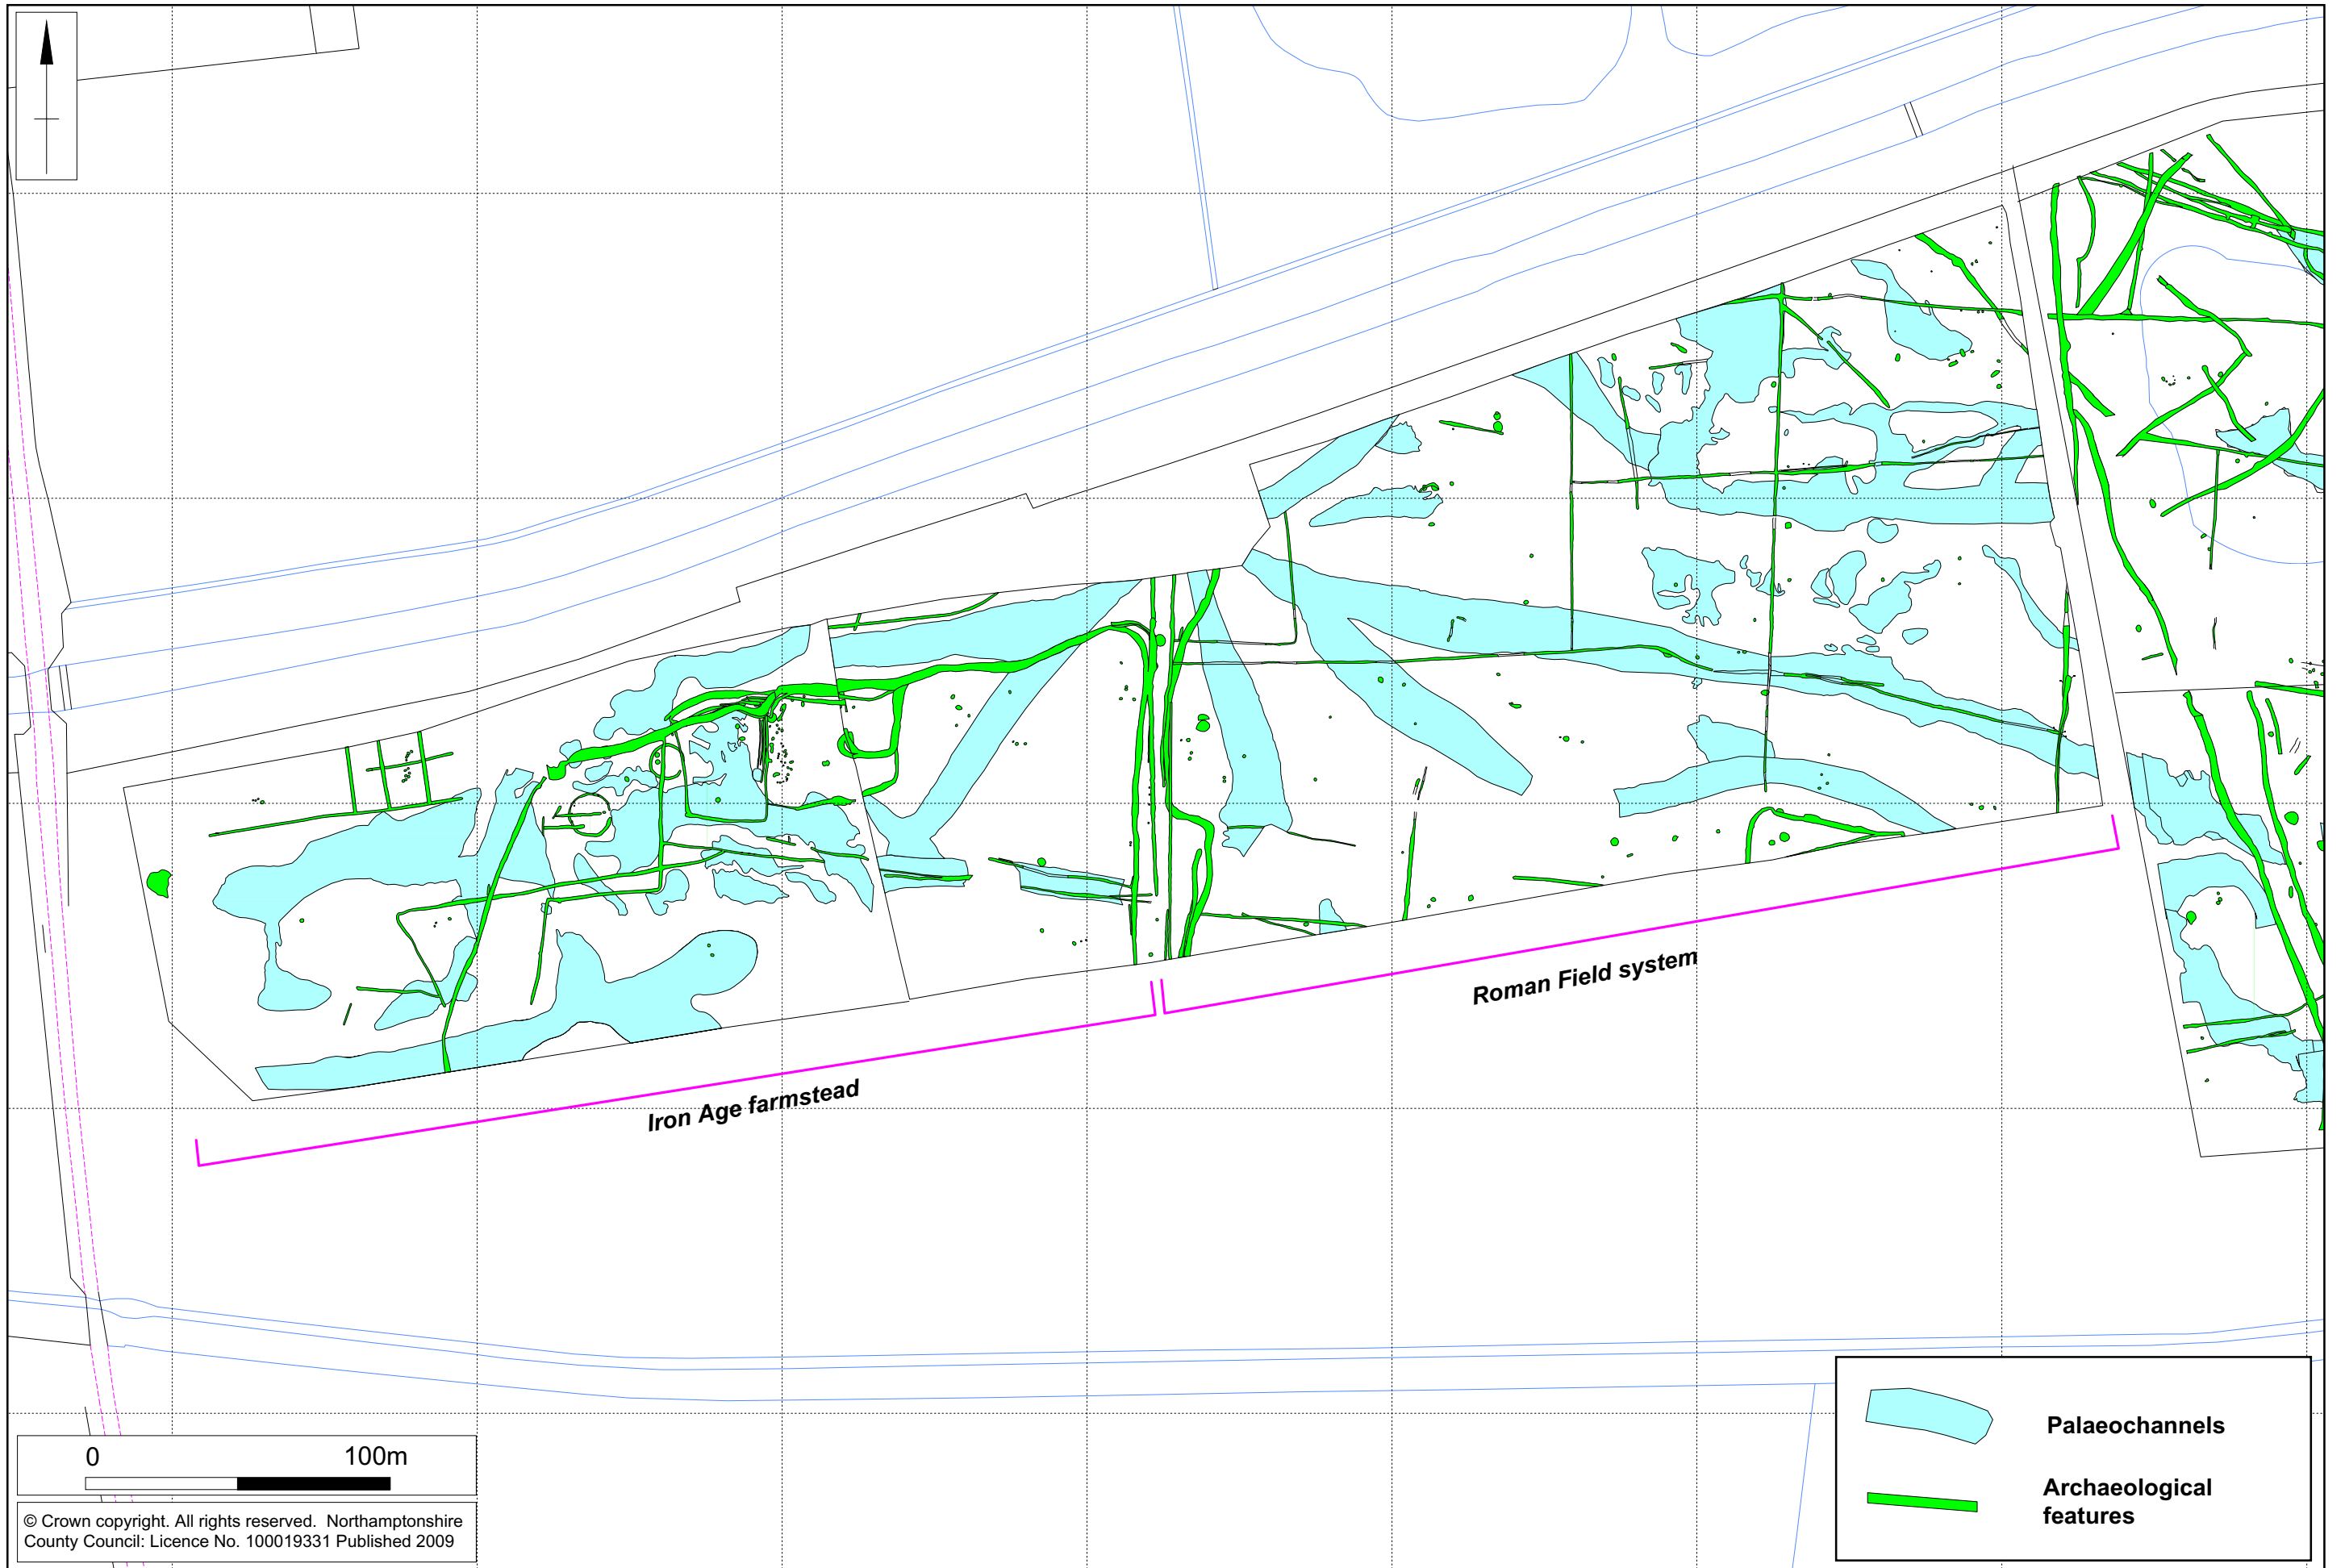 Roman Field system
Iron Age farmstead
0 100m
© Crown copyright. All rights reserved. Northamptonshire
County Council: Licence No. 100019331 Published 2009
Palaeochannels
Archaeological
features